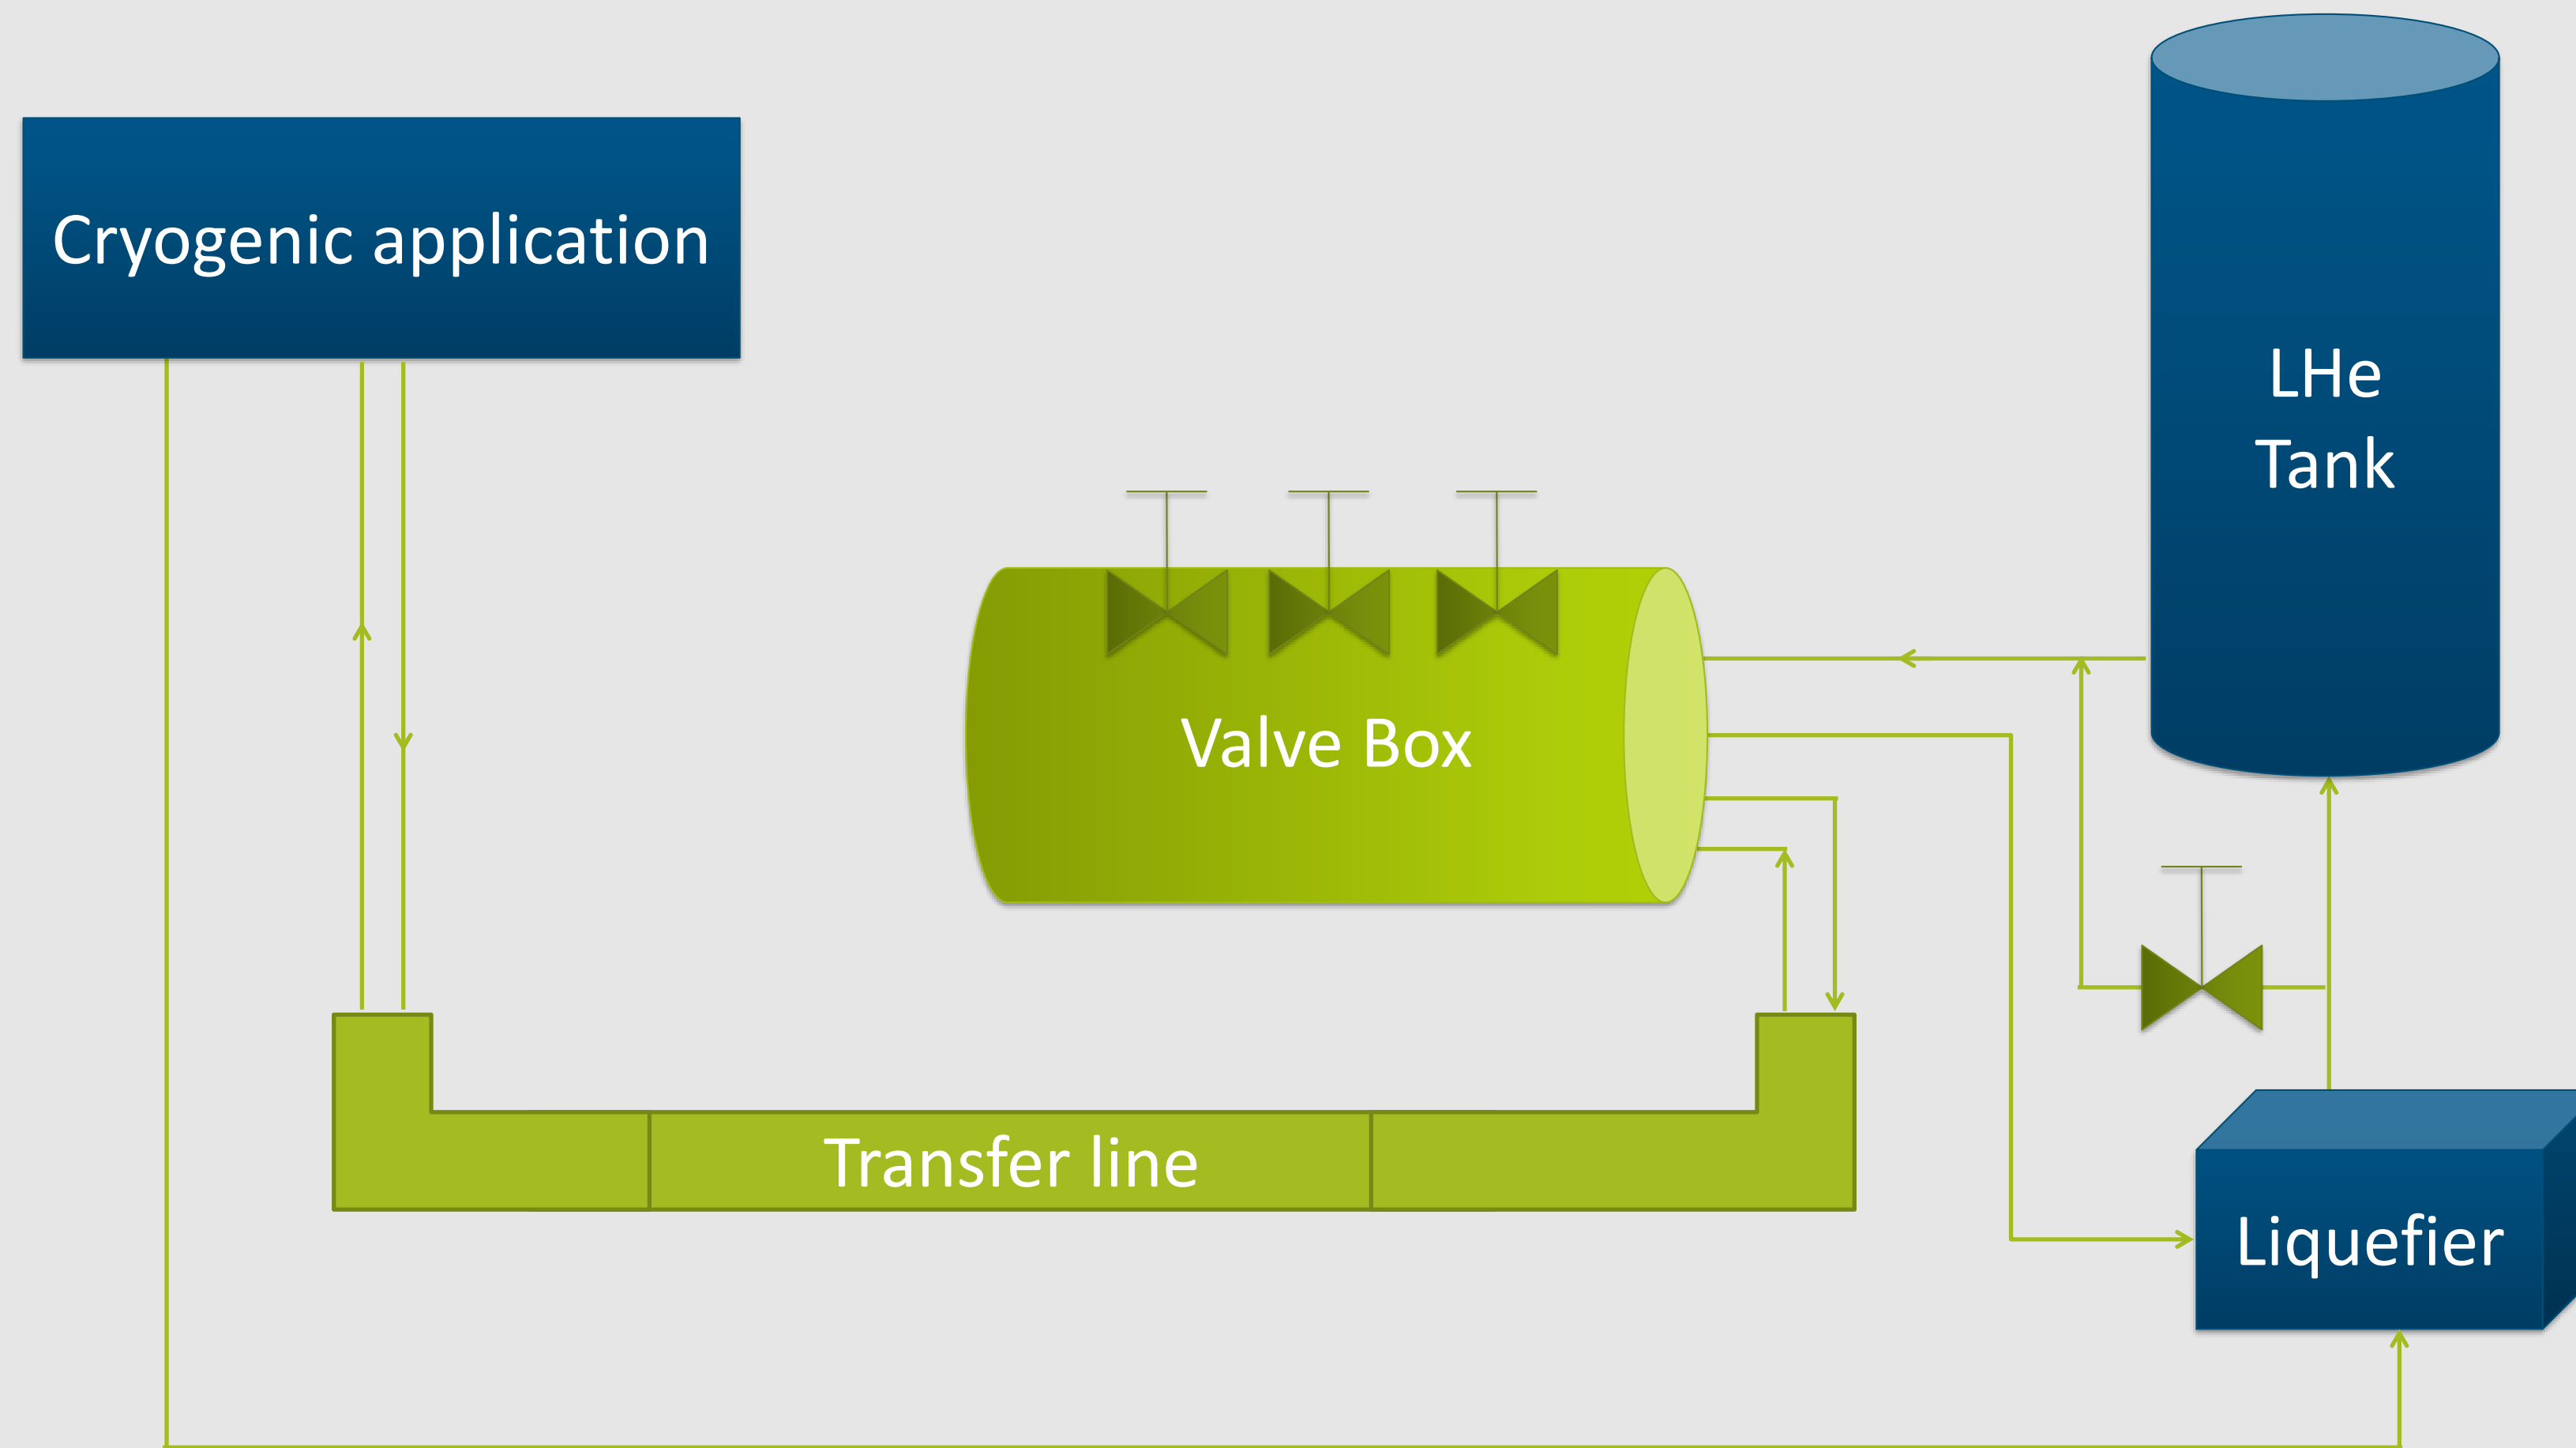 Cryogenic application
LHe
Tank
Valve Box
Transfer line
Liquefier